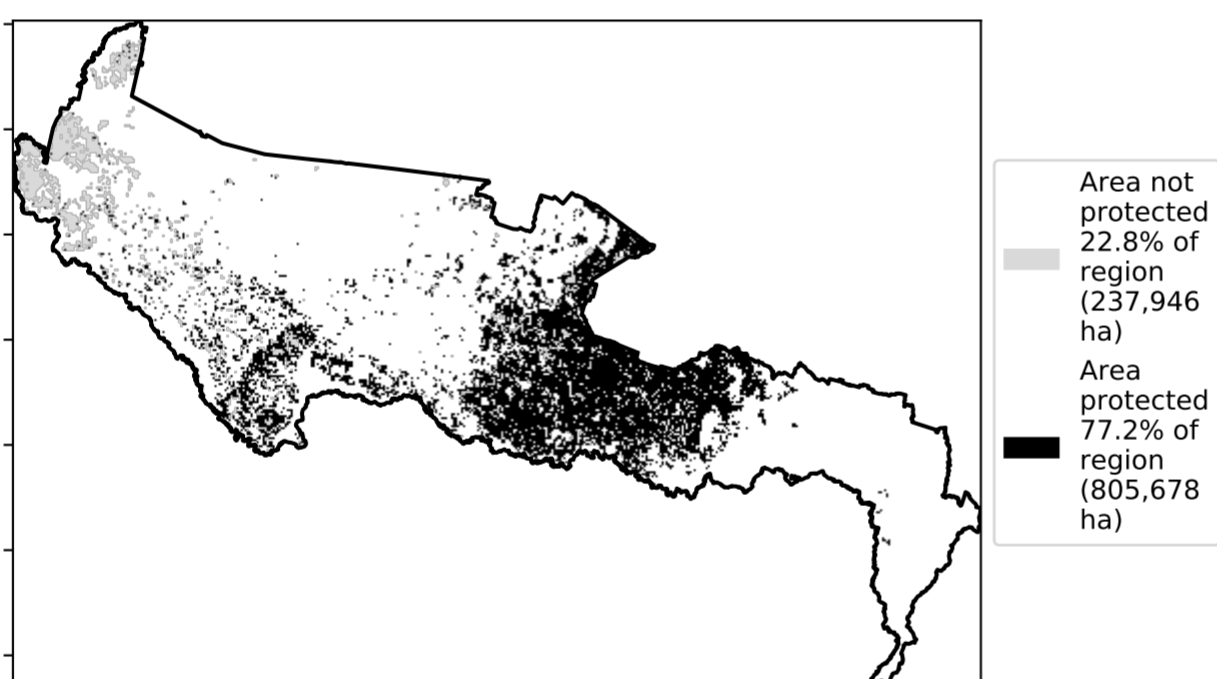 Area not
protected
22.8% of
region
(237,946
ha)
Area
protected
77.2% of
region
(805,678
ha)